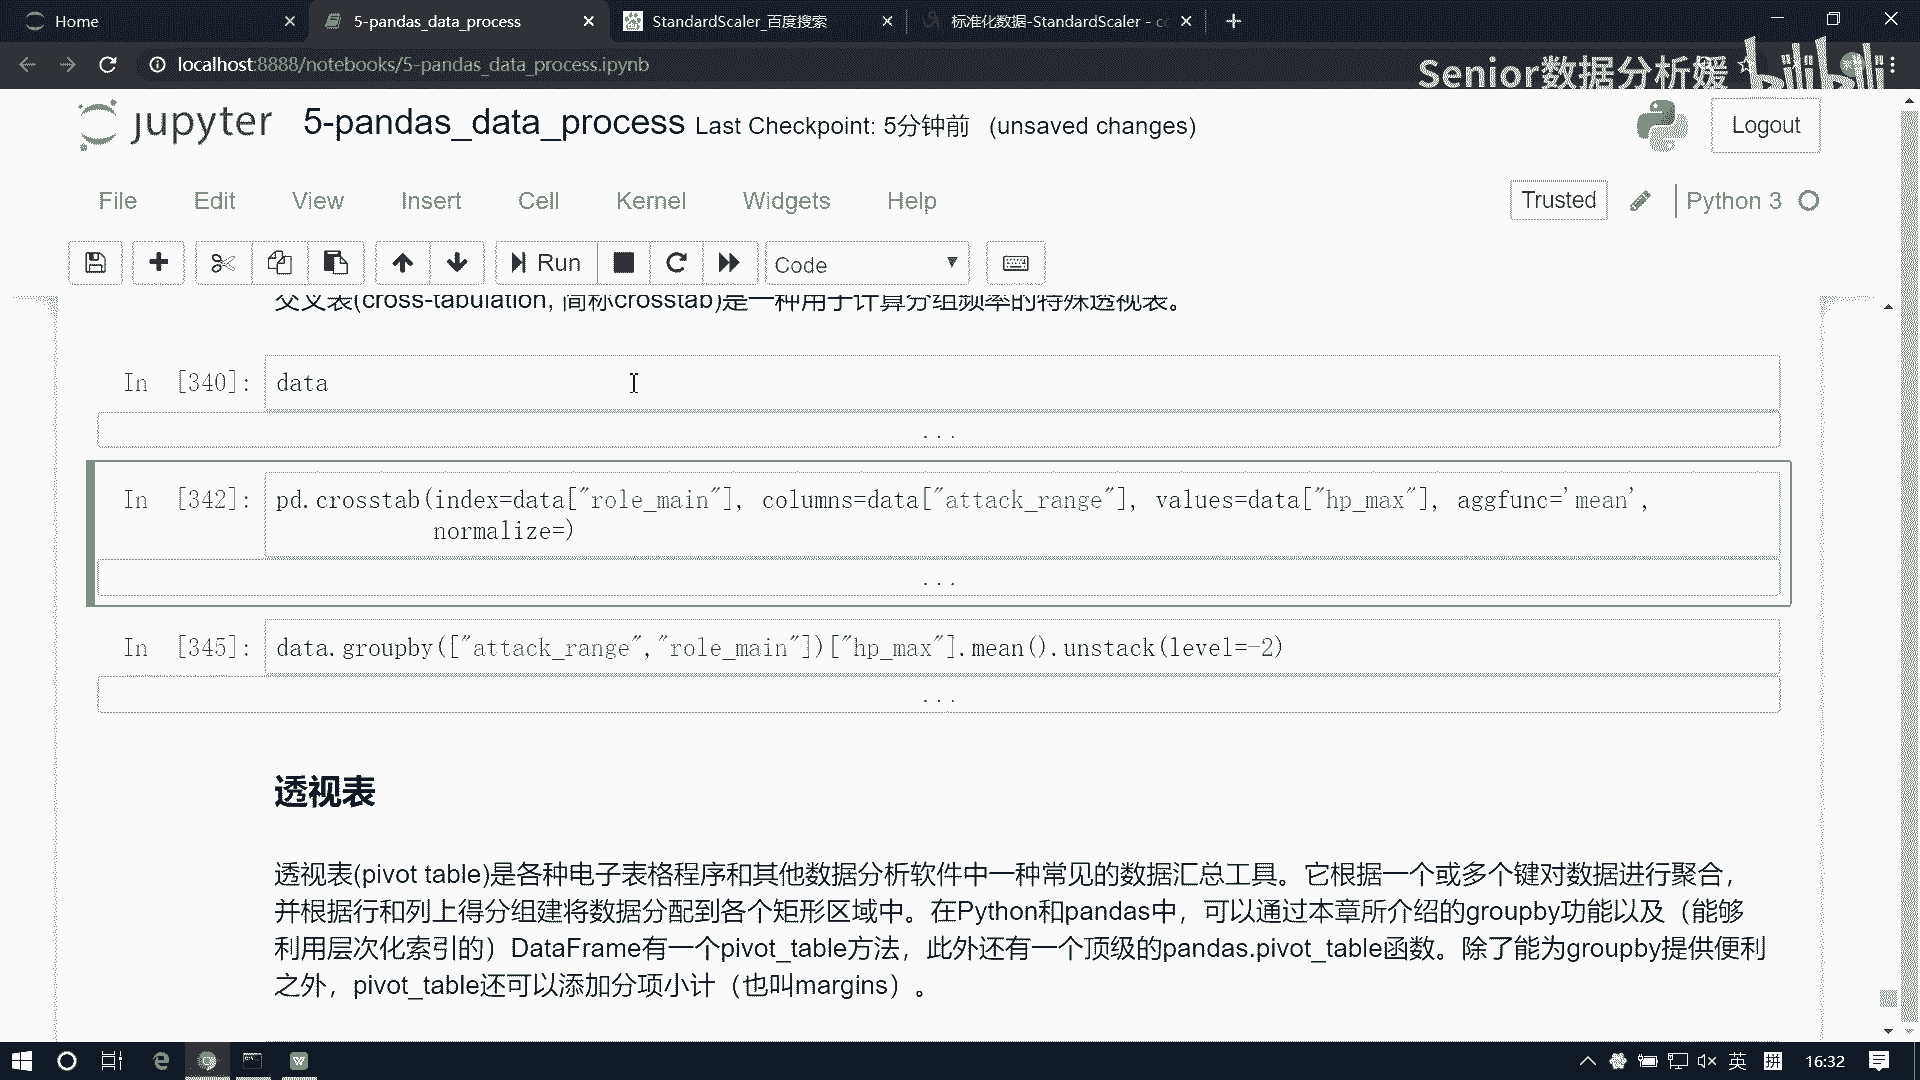 Home
5-pandas_data_process
StandardScaler_百度搜索
标准化数据-StandardScaler - c
localhost:8888/notebooks/5-pandas_data_process.ipynb
Senior数据分析媛
bilibili
jupyter 5-pandas_data_process Last Checkpoint: 5分钟前 (unsaved changes)
Logout
File Edit View Insert Cell Kernel Widgets Help
Trusted
Python 3
Run
Code
交叉表(cross-tabulation, 简称crosstab)是一种用于计算分组频率的特殊透视表。
In [340]: data
...
In [342]: pd.crosstab(index=data["role_main"], columns=data["attack_range"], values=data["hp_max"], aggfunc='mean',
normalize=)
...
In [345]: data.groupby(["attack_range","role_main"])["hp_max"].mean().unstack(level=-2)
...
透视表
透视表(pivot table)是各种电子表格程序和其他数据分析软件中一种常见的数据汇总工具。它根据一个或多个键对数据进行聚合，
并根据行和列上得分组建将数据分配到各个矩形区域中。在Python和pandas中，可以通过本章所介绍的groupby功能以及（能够
利用层次化索引的）DataFrame有一个pivot_table方法，此外还有一个顶级的pandas.pivot_table函数。除了能为groupby提供便利
之外，pivot_table还可以添加分项小计（也叫margins）。
英
拼
16:32